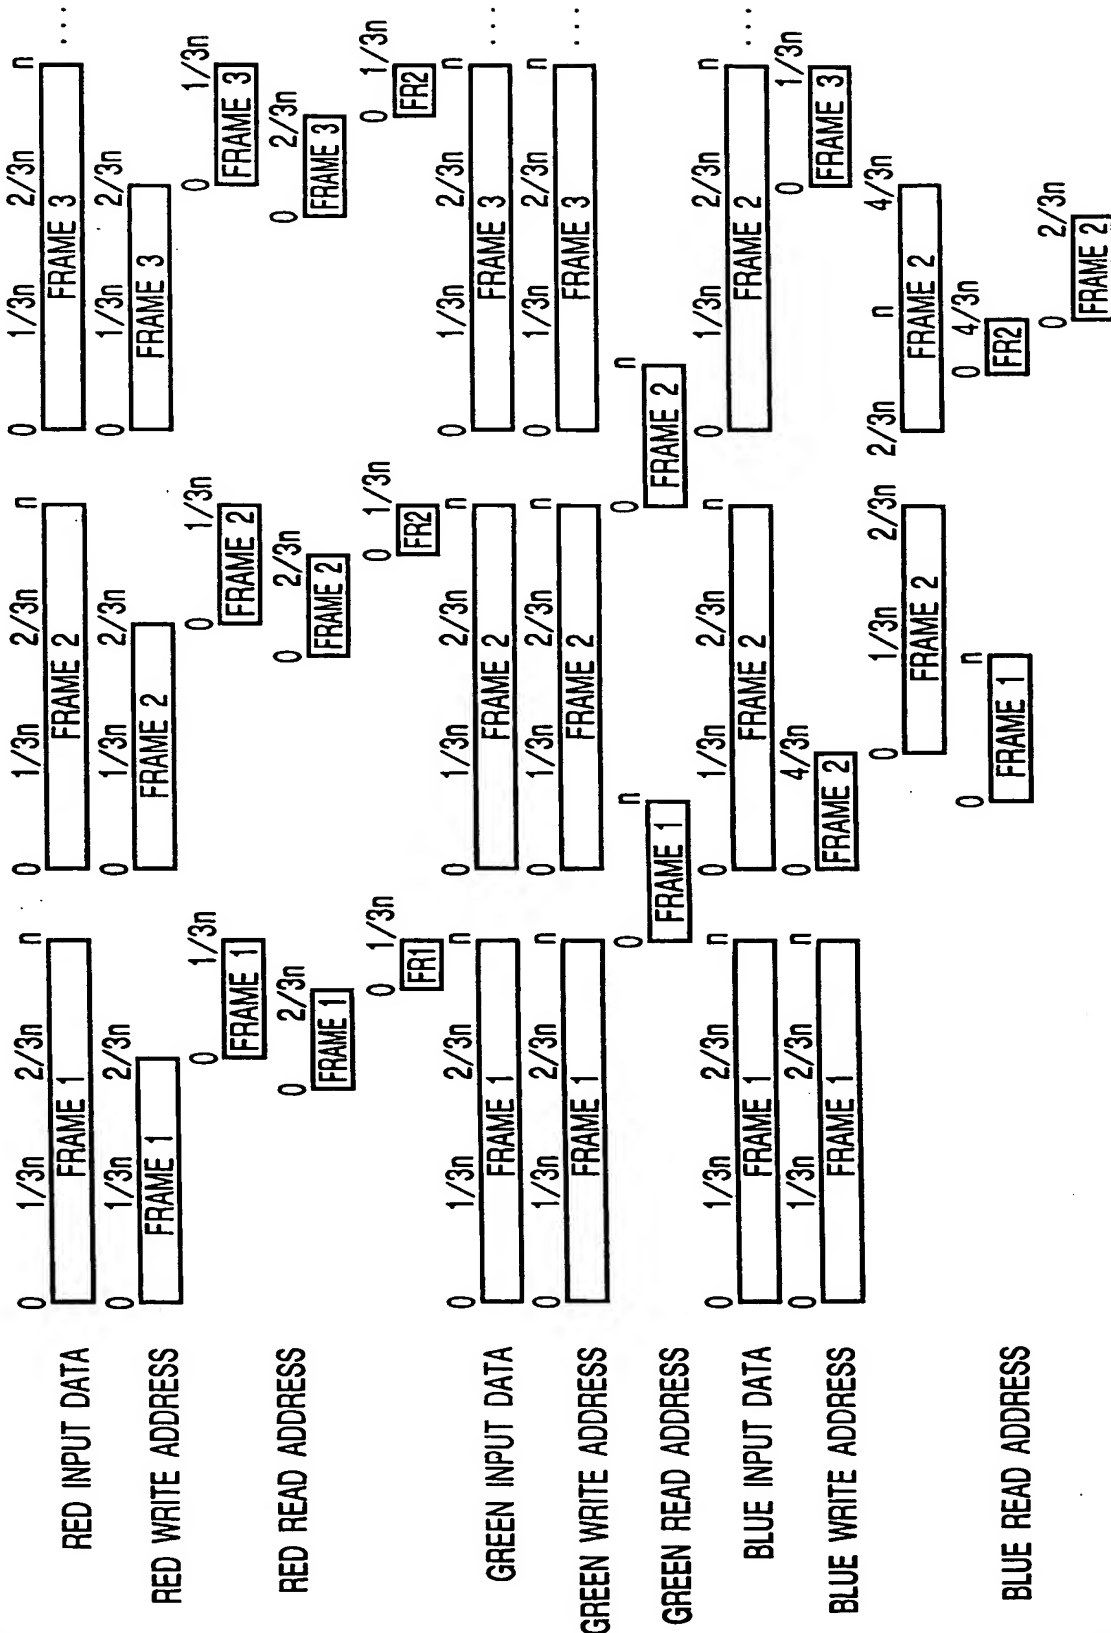 RED INPUT DATA
0 1/3n 2/3n n 0 1/3n 2/3n n 0 1/3n 2/3n n ....
FRAME 1 FRAME 2 FRAME 3
RED WRITE ADDRESS
0 1/3n 2/3n 0 1/3n 2/3n 0 1/3n 2/3n
FRAME 1 FRAME 2 FRAME 3
0 1/3n 0 1/3n 0 1/3n
FRAME 1 FRAME 2 FRAME 3
RED READ ADDRESS
0 2/3n 0 2/3n 0 2/3n
FRAME 1 FRAME 2 FRAME 3
0 1/3n 0 1/3n 0 1/3n
FR1 FR2 FR2
GREEN INPUT DATA
0 1/3n 2/3n n 0 1/3n 2/3n n 0 1/3n 2/3n n ....
FRAME 1 FRAME 2 FRAME 3
GREEN WRITE ADDRESS
0 1/3n 2/3n n 0 1/3n 2/3n n 0 1/3n 2/3n n ....
FRAME 1 FRAME 2 FRAME 3
GREEN READ ADDRESS
0 n 0 n
FRAME 1 FRAME 2
BLUE INPUT DATA
0 1/3n 2/3n n 0 1/3n 2/3n n 0 1/3n 2/3n n ....
FRAME 1 FRAME 2 FRAME 2
BLUE WRITE ADDRESS
0 1/3n 2/3n n 0 4/3n 0 1/3n
FRAME 1 FRAME 2 FRAME 3
0 1/3n 2/3n 2/3n n 4/3n
FRAME 2 FRAME 2
BLUE READ ADDRESS
0 n 0 4/3n
FRAME 1 FR2
0 2/3n
FRAME 2